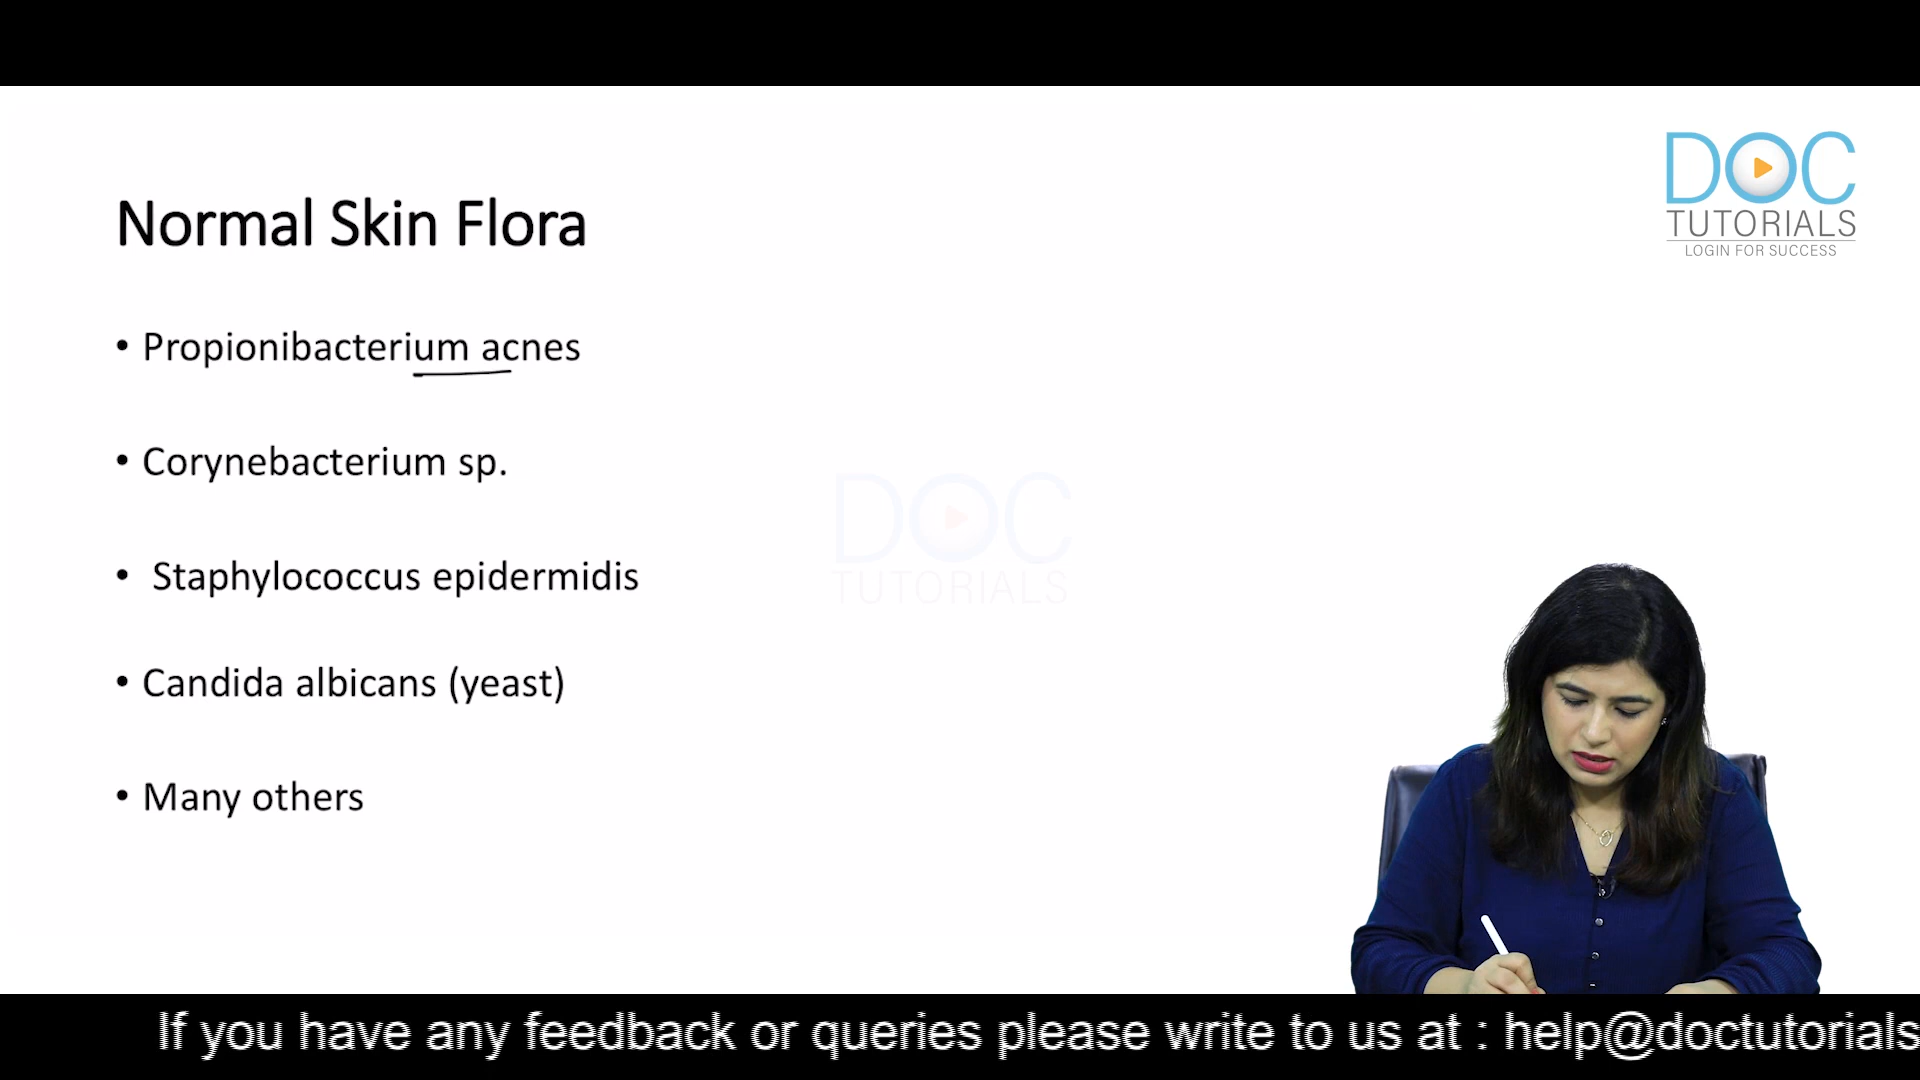 DOC
TUTORIALS
LOGIN FOR SUCCESS
Normal Skin Flora
• Propionibacterium acnes
• Corynebacterium sp.
DOC
TUTORIALS
• Staphylococcus epidermidis
• Candida albicans (yeast)
• Many others
If you have any feedback or queries please write to us at : help@doctutorials